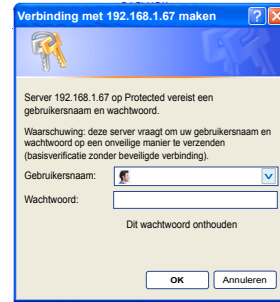 Verbinding met 192.168.1.67 maken
Server 192.168.1.67 op Protected vereist een
gebruikersnaam en wachtwoord.
Waarschuwing: deze server vraagt om uw gebruikersnaam en
wachtwoord op een onveilige manier te verzenden
(basisverificatie zonder beveiligde verbinding).
Gebruikersnaam:
Wachtwoord:
Dit wachtwoord onthouden
OK
Annuleren